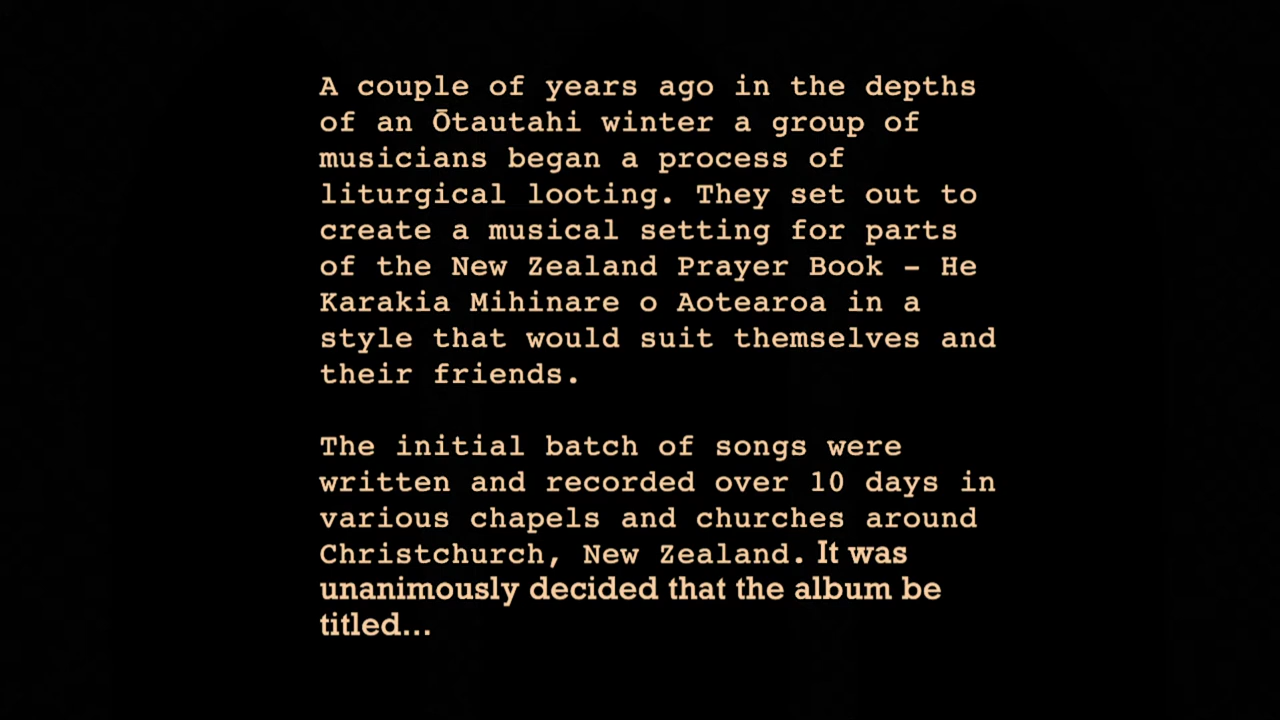 A couple of years ago in the depths
of an Ōtautahi winter a group of
musicians began a process of
liturgical looting. They set out to
create a musical setting for parts
of the New Zealand Prayer Book – He
Karakia Mihinare o Aotearoa in a
style that would suit themselves and
their friends.
The initial batch of songs were
written and recorded over 10 days in
various chapels and churches around
Christchurch, New Zealand. It was
unanimously decided that the album be
titled...